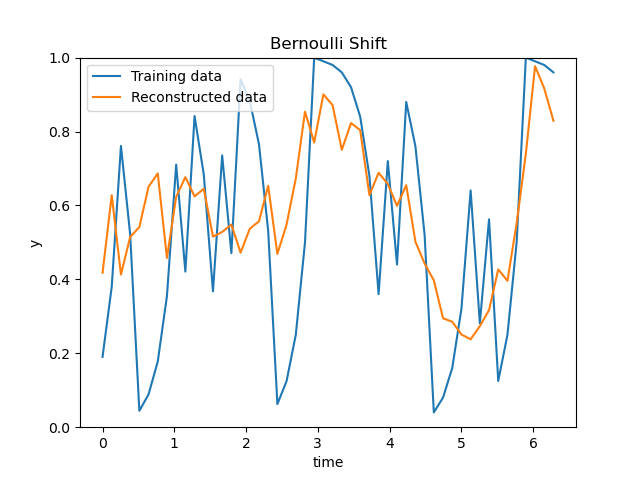 Bernoulli Shift
Training data
Reconstructed data
1.0
0.8
0.6
0.4
0.2
0.0
y
0 1 2 3 4 5 6
time